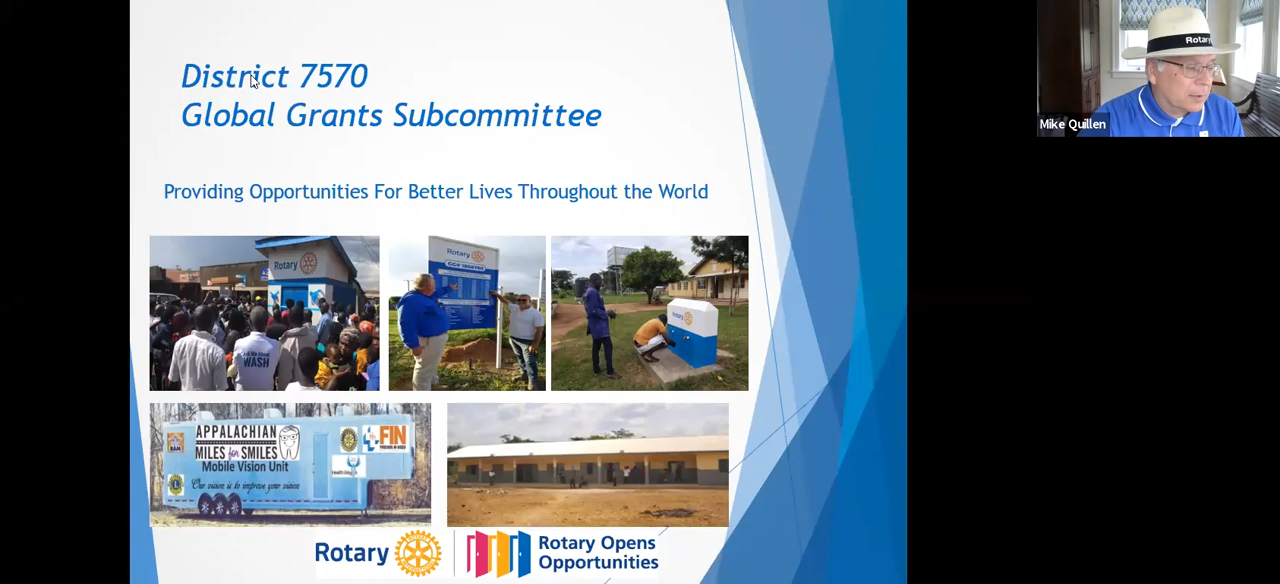 District 7570
Global Grants Subcommittee
Providing Opportunities For Better Lives Throughout the World
Rotary
WASH
Rotary
Rotary
APPALACHIAN
MILES for SMILES
Mobile Vision Unit
Our vision is to improve your vision
RAM
FIN
Rotary
Rotary Opens
Opportunities
Rotary
Mike Quillen